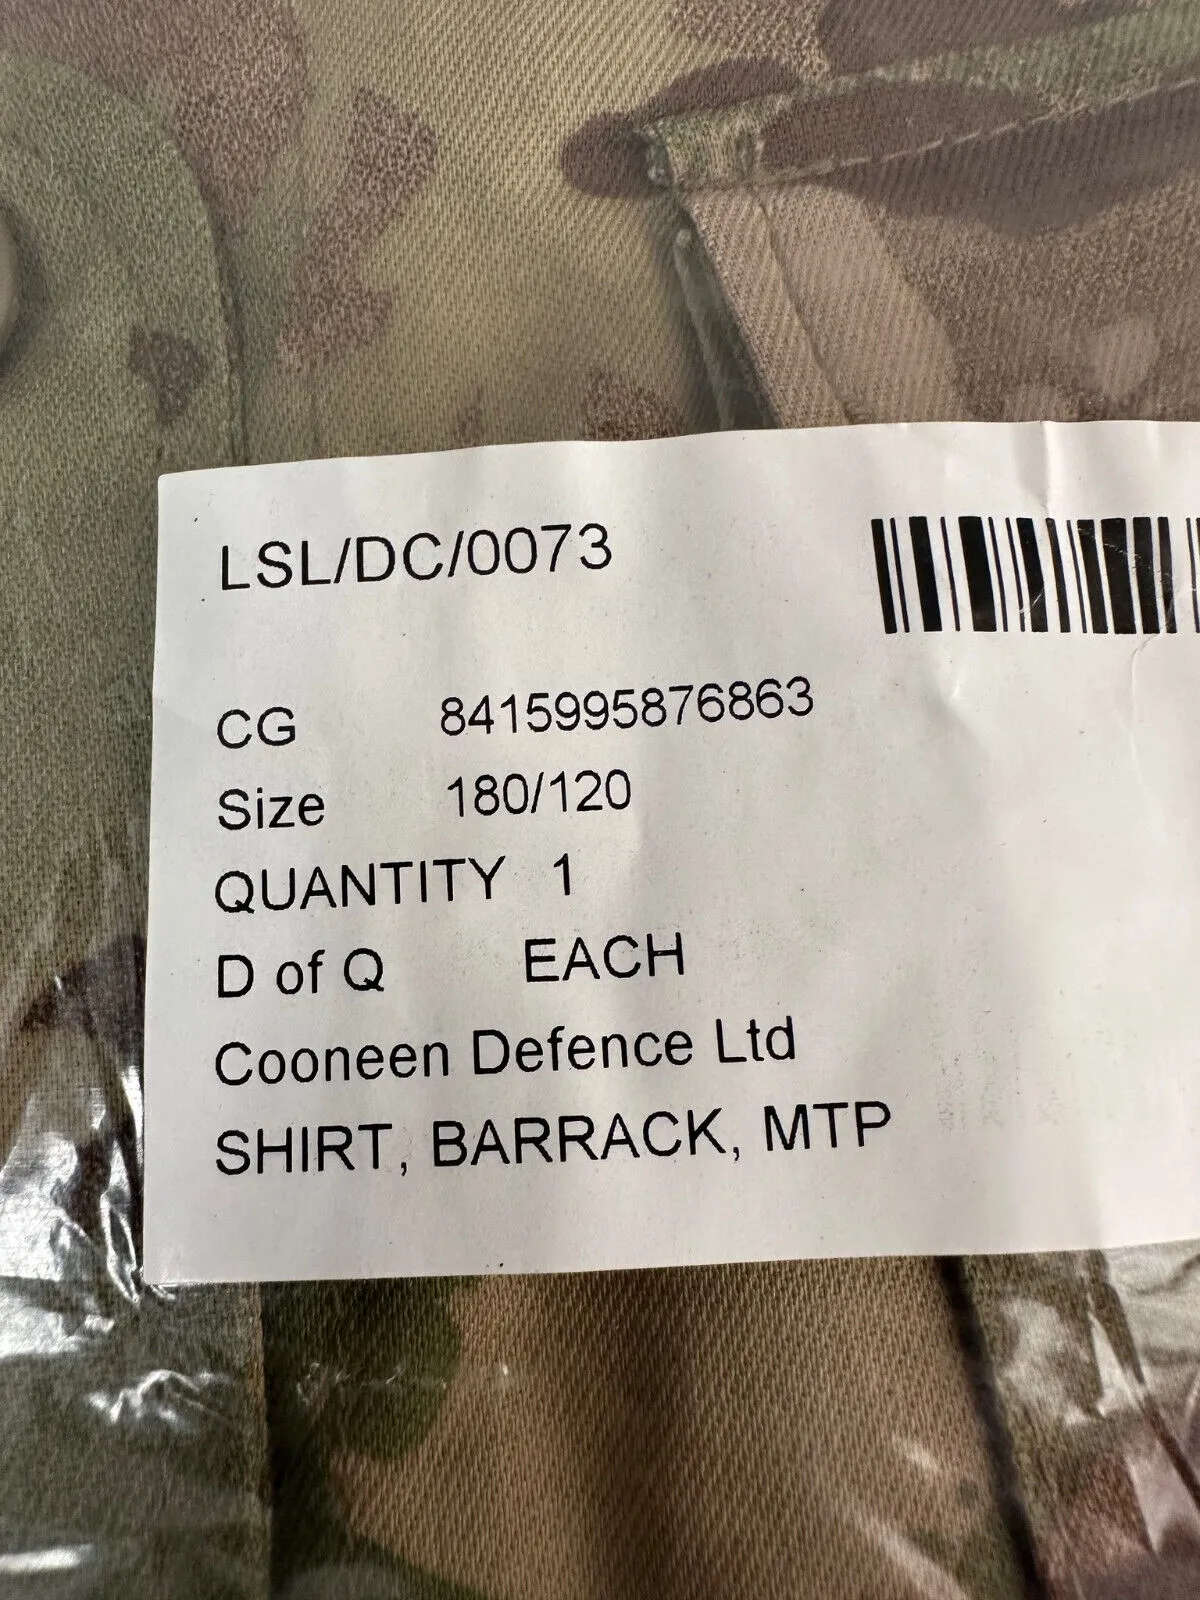 LSL/DC/0073
CG 8415995876863
Size 180/120
QUANTITY 1
D of Q EACH
Cooneen Defence Ltd
SHIRT, BARRACK, MTP